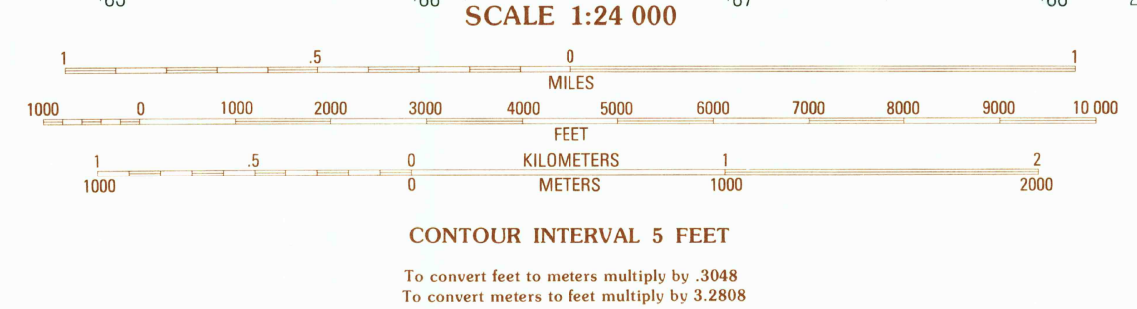 SCALE 1:24 000
1 .5 0 1
MILES
1000 0 1000 2000 3000 4000 5000 6000 7000 8000 9000 10 000
FEET
1 .5 0 KILOMETERS 1 2
1000 0 METERS 1000 2000
CONTOUR INTERVAL 5 FEET
To convert feet to meters multiply by .3048
To convert meters to feet multiply by 3.2808